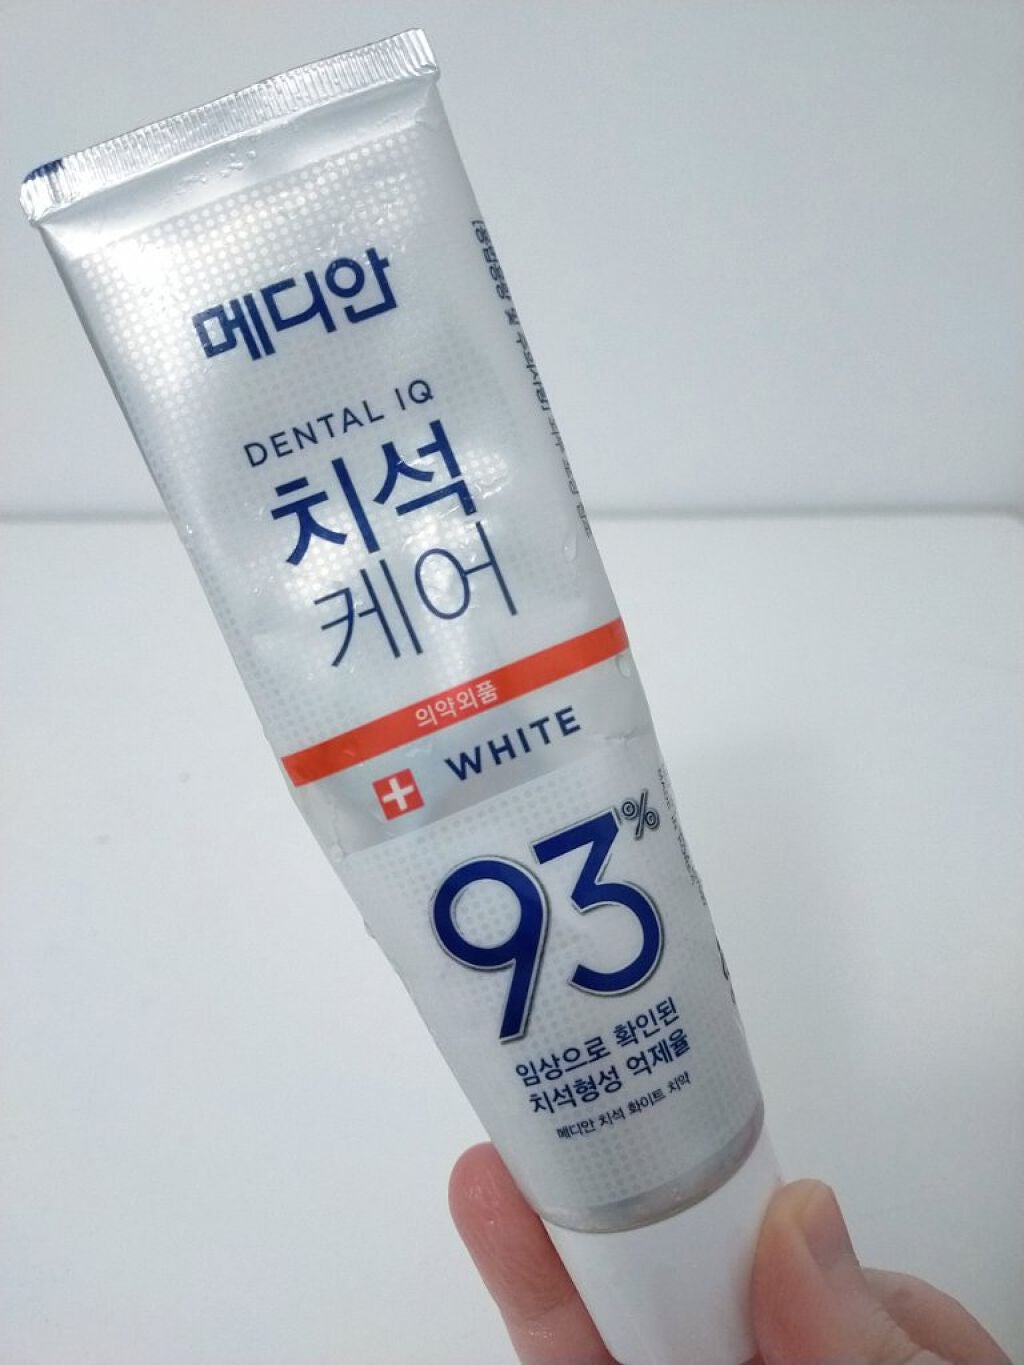 메디안
DENTAL IQ
치석
케어
의약외품
WHITE
93%
임상으로 확인된
치석형성 억제율
메디안 치석 화이트 치약